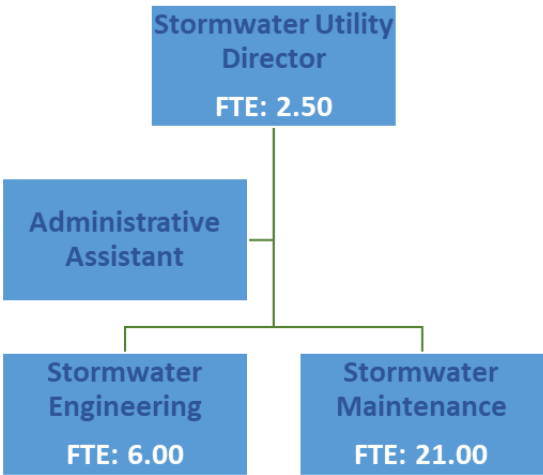 Stormwater Utility
Director
FTE: 2.50
Administrative
Assistant
Stormwater
Engineering
FTE: 6.00
Stormwater
Maintenance
FTE: 21.00